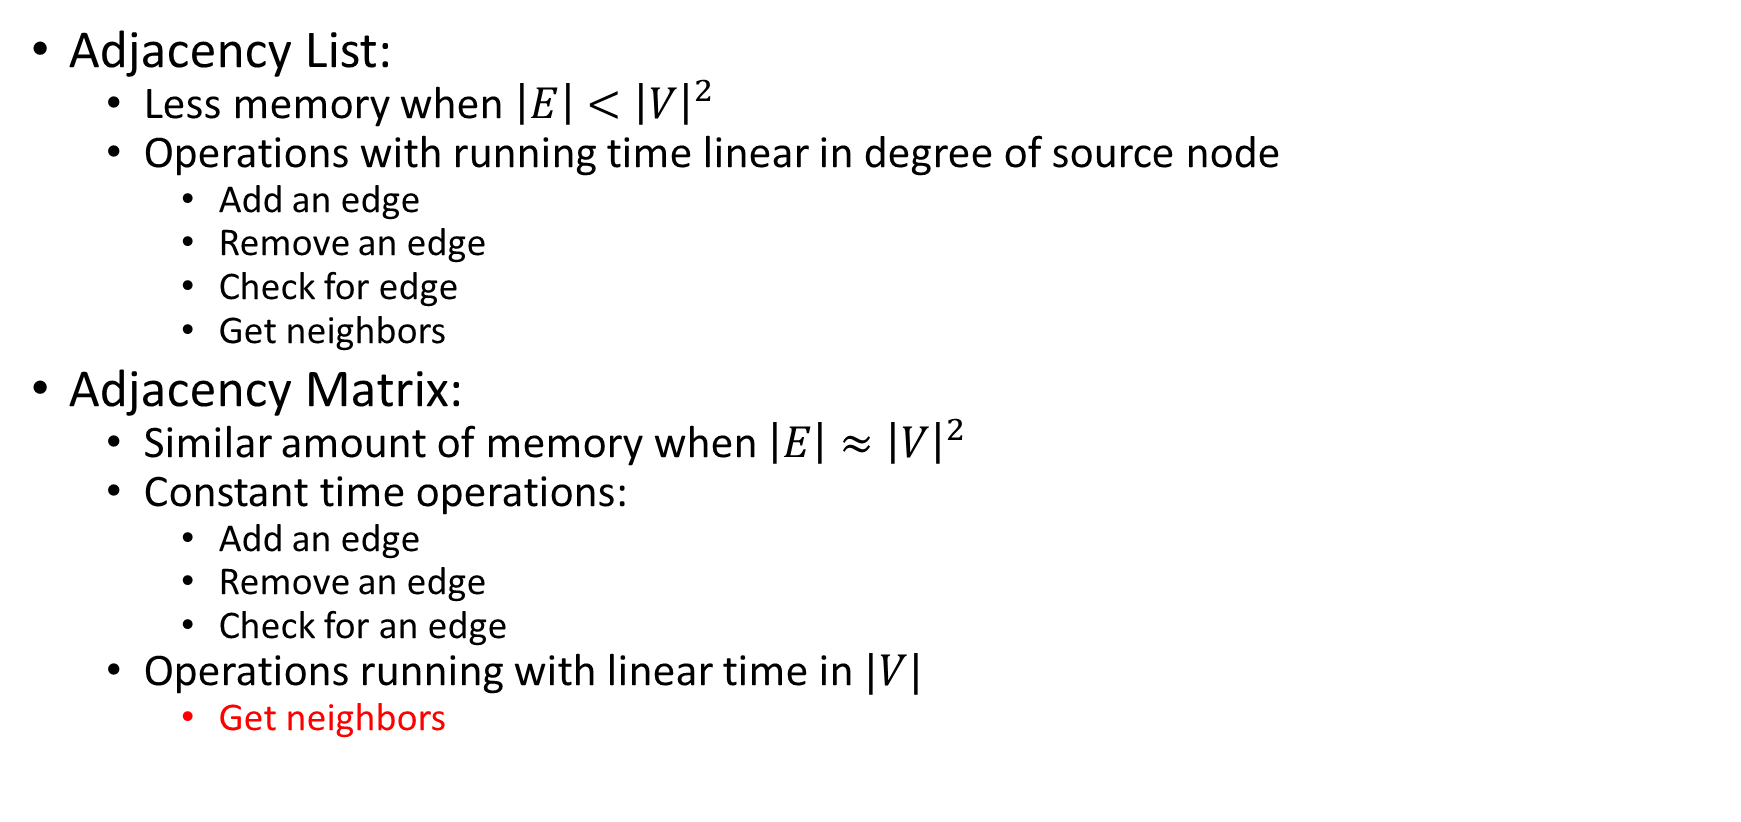 • Adjacency List:
• Less memory when |E| < |V|²
• Operations with running time linear in degree of source node
• Add an edge
• Remove an edge
• Check for edge
• Get neighbors
• Adjacency Matrix:
• Similar amount of memory when |E| ≈ |V|²
• Constant time operations:
• Add an edge
• Remove an edge
• Check for an edge
• Operations running with linear time in |V|
• Get neighbors